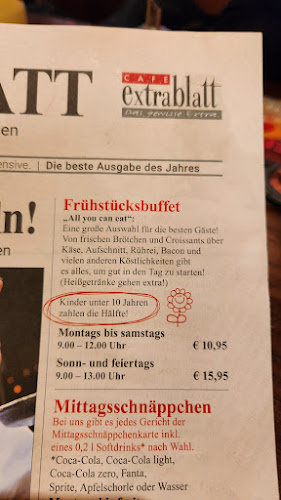 CAFE
extrablatt
Das gewisse Extra.
ATT
en
ensive. | Die beste Ausgabe des Jahres
n!
en
Frühstücksbuffet
„All you can eat“:
Eine große Auswahl für die besten Gäste!
Von frischen Brötchen und Croissants über
Käse, Aufschnitt, Rührei, Bacon und
vielen anderen Köstlichkeiten gibt
es alles, um gut in den Tag zu starten!
(Heißgetränke gehen extra!)
Kinder unter 10 Jahren
zahlen die Hälfte!
Montags bis samstags
9.00 – 12.00 Uhr € 10,95
Sonn- und feiertags
9.00 – 13.00 Uhr € 15,95
Mittagsschnäppchen
Bei uns gibt es jedes Gericht der
Mittagsschnäppchenkarte inkl.
eines 0,2 l Softdrinks* nach Wahl.
*Coca-Cola, Coca-Cola light,
Coca-Cola zero, Fanta,
Sprite, Apfelschorle oder Wasser